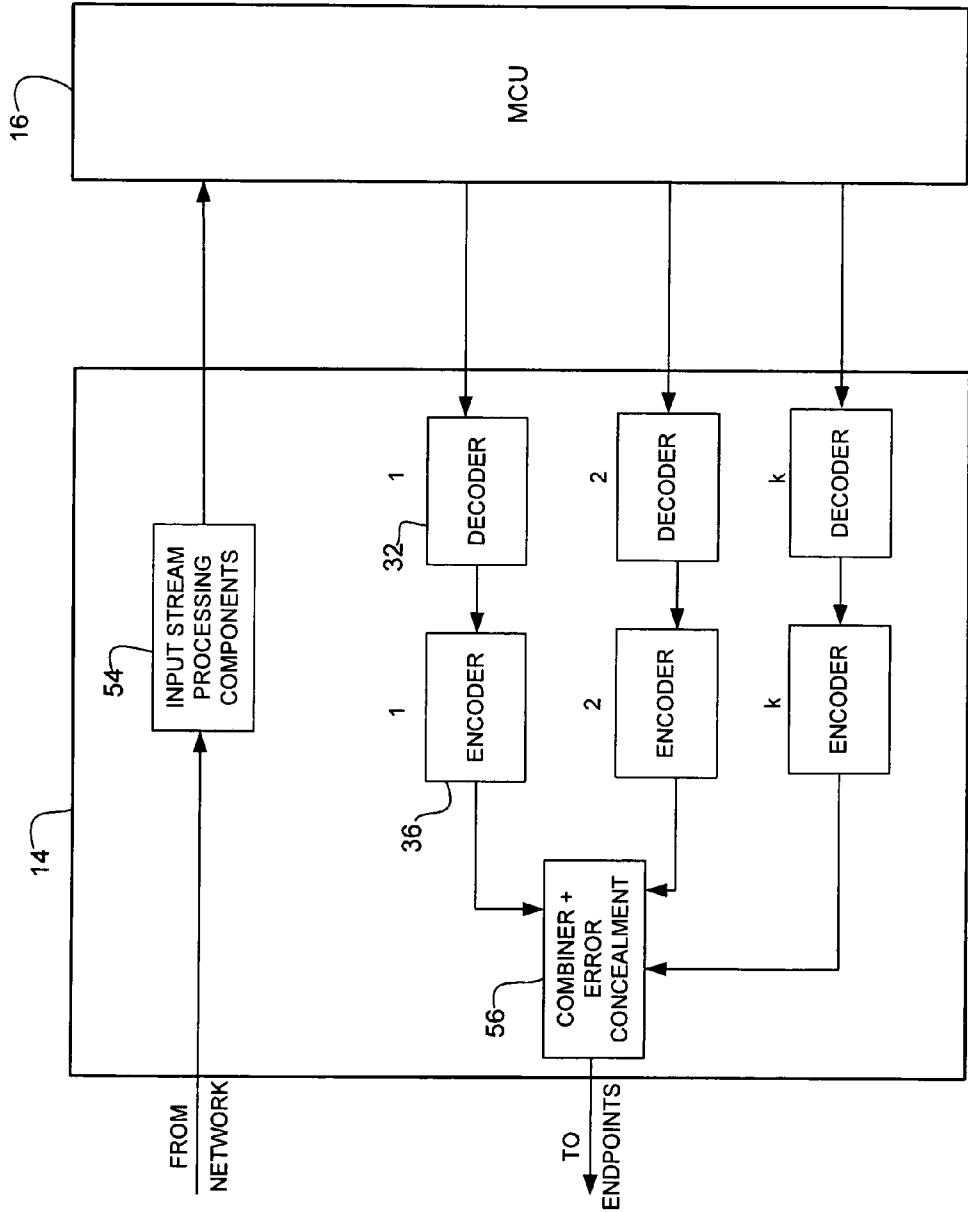 14
16
FROM
NETWORK
54
INPUT STREAM
PROCESSING
COMPONENTS
MCU
TO
ENDPOINTS
56
COMBINER +
ERROR
CONCEALMENT
36
1
ENCODER
32
1
DECODER
2
ENCODER
2
DECODER
k
ENCODER
k
DECODER